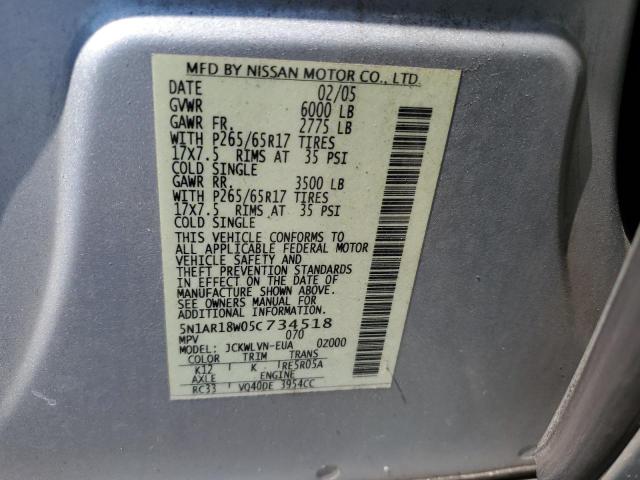 MFD BY NISSAN MOTOR CO., LTD.
DATE 02/05
GVWR 6000 LB
GAWR FR. 2775 LB
WITH P265/65R17 TIRES
17X7.5 RIMS AT 35 PSI
COLD SINGLE
GAWR RR. 3500 LB
WITH P265/65R17 TIRES
17X7.5 RIMS AT 35 PSI
COLD SINGLE
THIS VEHICLE CONFORMS TO
ALL APPLICABLE FEDERAL MOTOR
VEHICLE SAFETY AND
THEFT PREVENTION STANDARDS
IN EFFECT ON THE DATE OF
MANUFACTURE SHOWN ABOVE.
SEE OWNERS MANUAL FOR
ADDITIONAL INFORMATION.
5N1AR18W05C734518
MPV 070
MODEL: JCKWLVN-EUA 02000
COLOR TRIM TRANS
K12 K RE5R05A
AXLE ENGINE
RC33 VQ40DE 3954CC